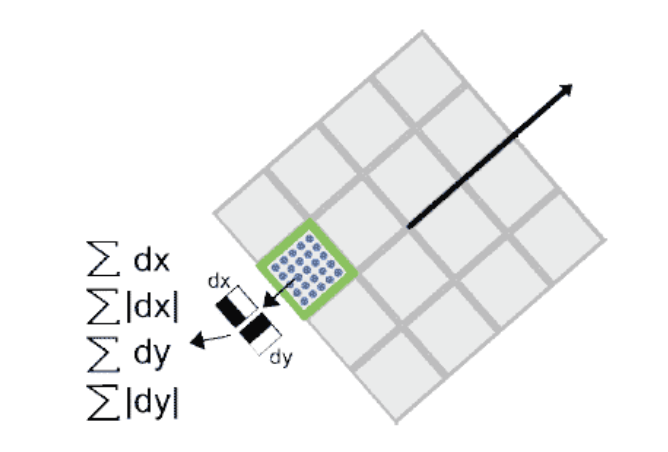 ∑ dx
∑|dx|
∑ dy
∑|dy|
dx
dy